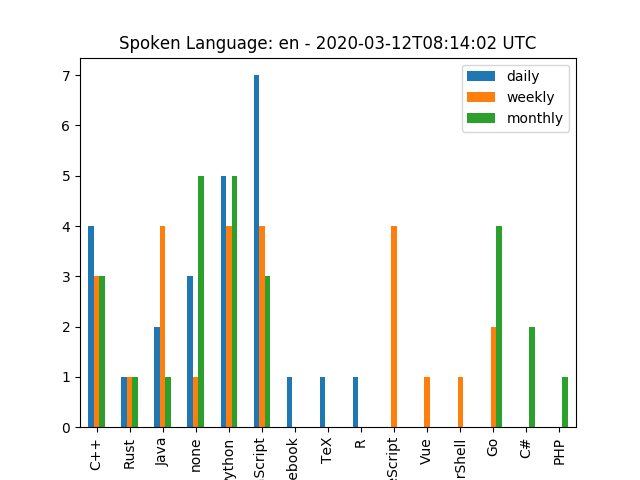 Spoken Language: en - 2020-03-12T08:14:02 UTC
daily
weekly
monthly
7
6
5
4
3
2
1
0
C++
Rust
Java
none
ython
Script
ebook
TeX
R
eScript
Vue
rShell
Go
C#
PHP